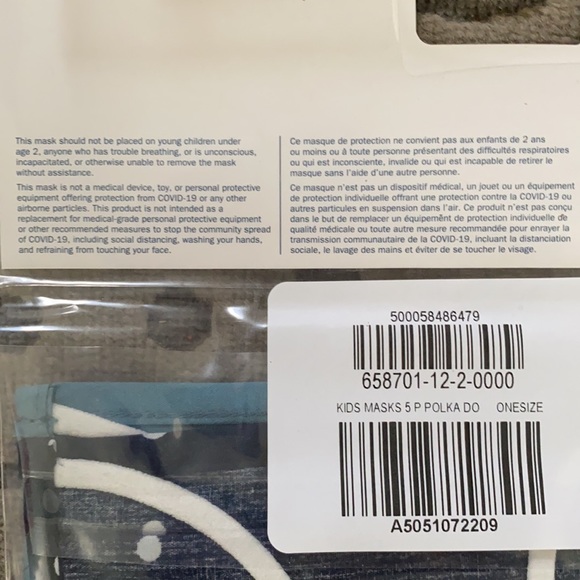 This mask should not be placed on young children under
age 2, anyone who has trouble breathing, or is unconscious,
incapacitated, or otherwise unable to remove the mask
without assistance.
This mask is not a medical device, toy, or personal protective
equipment offering protection from COVID-19 or any other
airborne particles. This product is not intended as a
replacement for medical-grade personal protective equipment
or other recommended measures to stop the community spread
of COVID-19, including social distancing, washing your hands,
and refraining from touching your face.
Ce masque de protection ne convient pas aux enfants de 2 ans
ou moins ou à toute personne présentant des difficultés respiratoires
ou qui est inconsciente, invalide ou qui est incapable de retirer le
masque sans l'aide d'une autre personne.
Ce masque n'est pas un dispositif médical, un jouet ou un équipement
de protection individuelle offrant une protection contre la COVID-19 ou
autres particules en suspension dans l'air. Ce produit n'est pas conçu
dans le but de remplacer un équipement de protection individuelle de
qualité médicale ou toute autre mesure recommandée pour enrayer la
transmission communautaire de la COVID-19, incluant la distanciation
sociale, le lavage des mains et éviter de se toucher le visage.
500058486479
658701-12-2-0000
KIDS MASKS 5 P POLKA DO ONESIZE
A5051072209